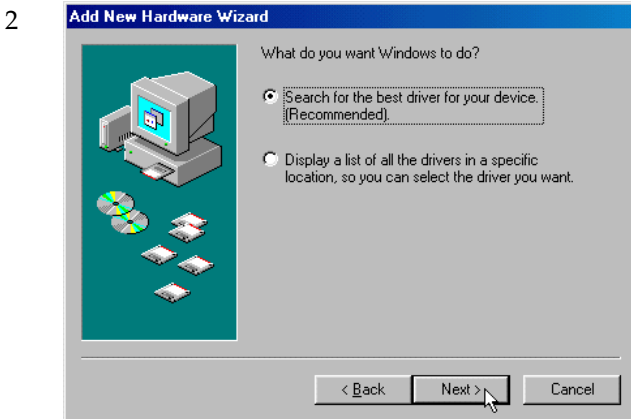 2
Add New Hardware Wizard
What do you want Windows to do?
Search for the best driver for your device.
(Recommended).
Display a list of all the drivers in a specific
location, so you can select the driver you want.
< Back
Next >
Cancel